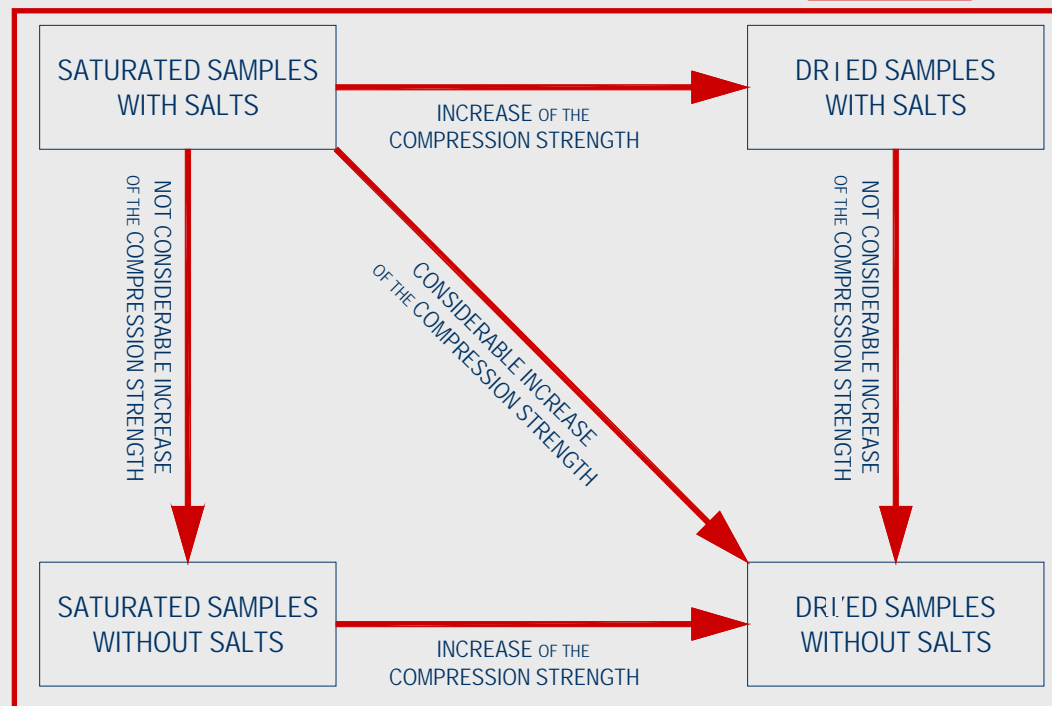 SATURATED SAMPLES
WITH SALTS
INCREASE OF THE
COMPRESSION STRENGTH
DRIED SAMPLES
WITH SALTS
NOT CONSIDERABLE INCREASE
OF THE COMPRESSION STRENGTH
CONSIDERABLE INCREASE
OF THE COMPRESSION STRENGTH
NOT CONSIDERABLE INCREASE
OF THE COMPRESSION STRENGTH
SATURATED SAMPLES
WITHOUT SALTS
INCREASE OF THE
COMPRESSION STRENGTH
DRI'ED SAMPLES
WITHOUT SALTS